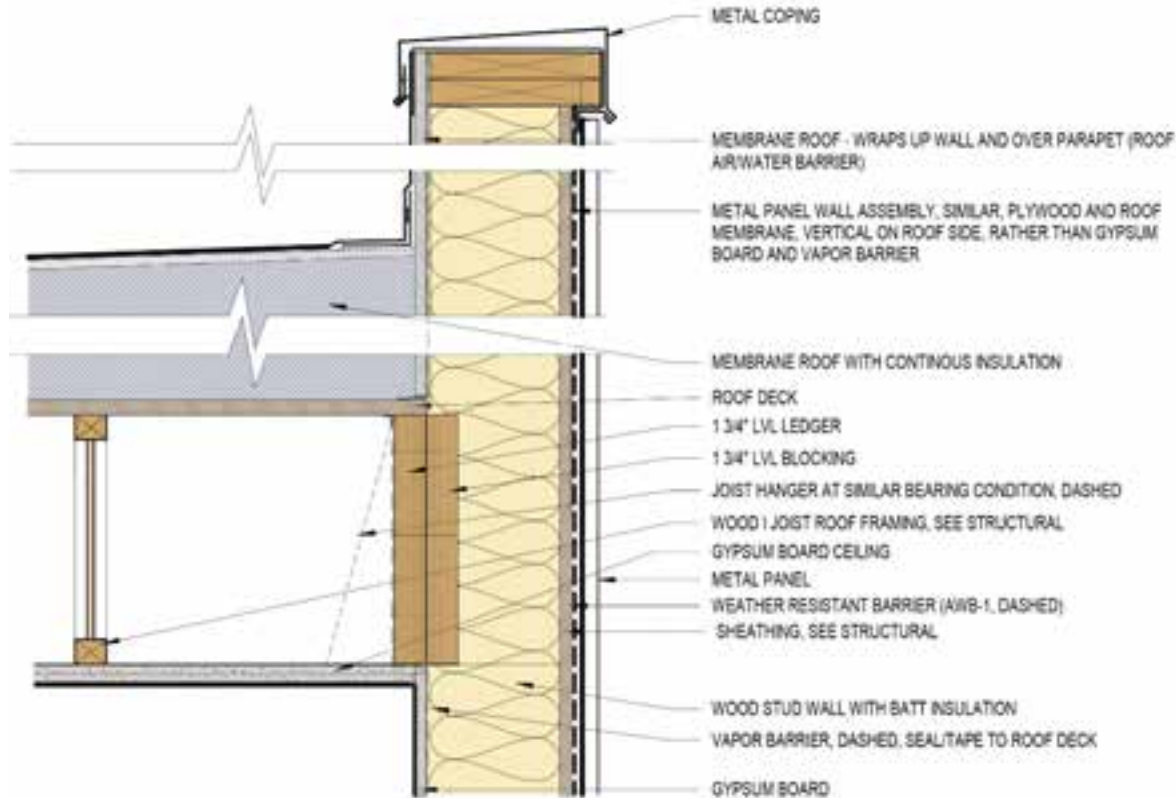 METAL COPING
MEMBRANE ROOF - WRAPS UP WALL AND OVER PARAPET (ROOF
AIR/WATER BARRIER)
METAL PANEL WALL ASSEMBLY, SIMILAR, PLYWOOD AND ROOF
MEMBRANE, VERTICAL ON ROOF SIDE, RATHER THAN GYPSUM
BOARD AND VAPOR BARRIER
MEMBRANE ROOF WITH CONTINOUS INSULATION
ROOF DECK
1 3/4" LVL LEDGER
1 3/4" LVL BLOCKING
JOIST HANGER AT SIMILAR BEARING CONDITION, DASHED
WOOD I JOIST ROOF FRAMING, SEE STRUCTURAL
GYPSUM BOARD CEILING
METAL PANEL
WEATHER RESISTANT BARRIER (AWB-1, DASHED)
SHEATHING, SEE STRUCTURAL
WOOD STUD WALL WITH BATT INSULATION
VAPOR BARRIER, DASHED, SEAL/TAPE TO ROOF DECK
GYPSUM BOARD